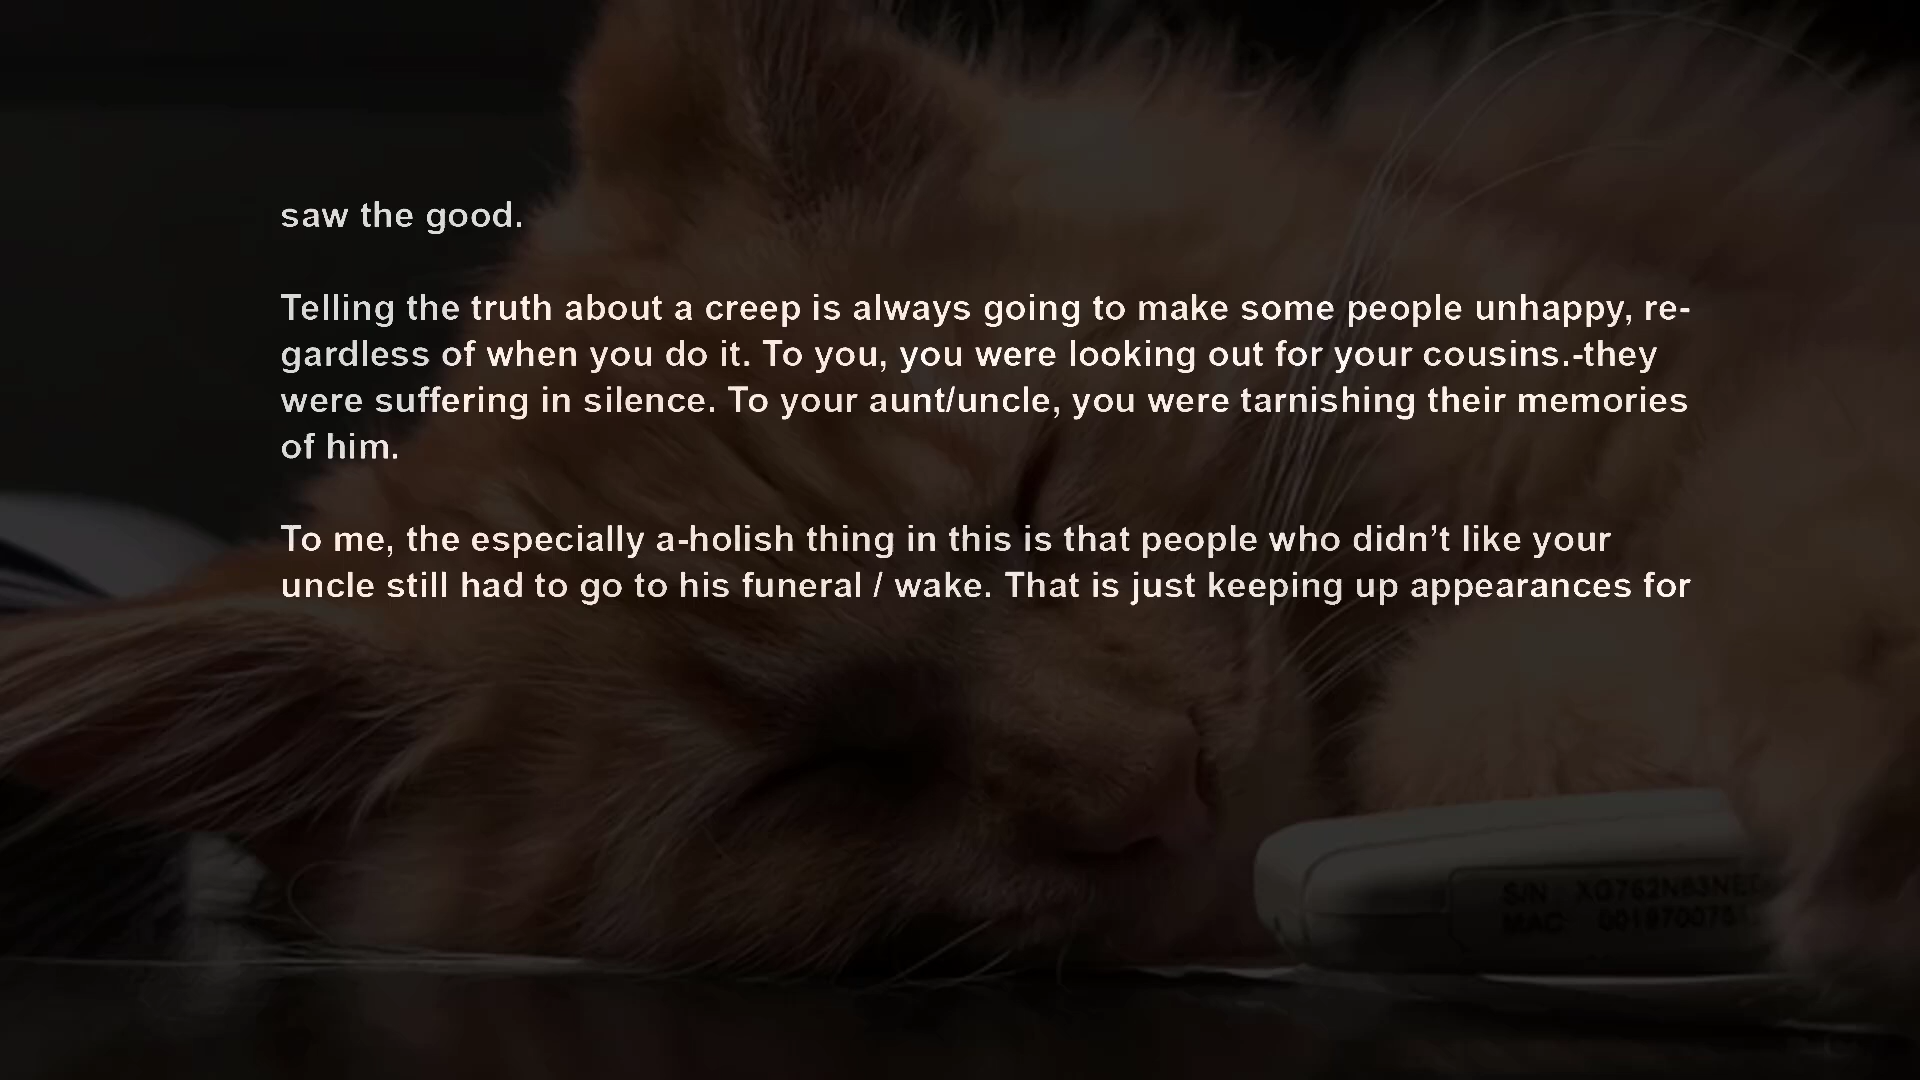 saw the good.
Telling the truth about a creep is always going to make some people unhappy, re-
gardless of when you do it. To you, you were looking out for your cousins.-they
were suffering in silence. To your aunt/uncle, you were tarnishing their memories
of him.
To me, the especially a-holish thing in this is that people who didn’t like your
uncle still had to go to his funeral / wake. That is just keeping up appearances for
S/N
MAC